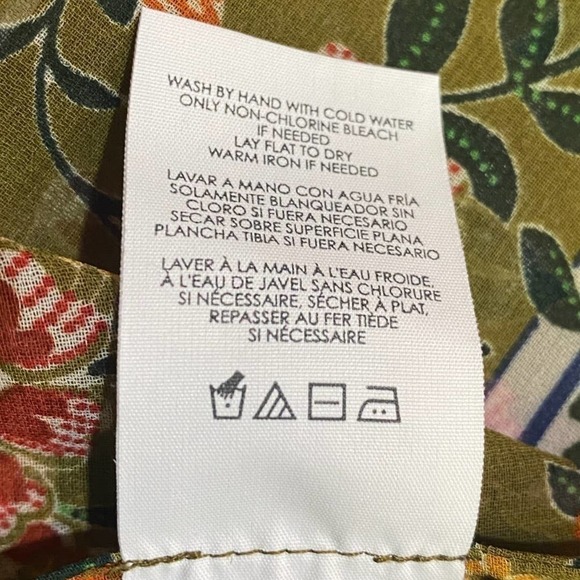 WASH BY HAND WITH COLD WATER
ONLY NON-CHLORINE BLEACH
IF NEEDED
LAY FLAT TO DRY
WARM IRON IF NEEDED
LAVAR A MANO CON AGUA FRÍA
SOLAMENTE BLANQUEADOR SIN
CLORO SI FUERA NECESARIO
SECAR SOBRE SUPERFICIE PLANA
PLANCHA TIBIA SI FUERA NECESARIO
LAVER À LA MAIN À L'EAU FROIDE,
À L'EAU DE JAVEL SANS CHLORURE
SI NÉCESSAIRE, SÉCHER À PLAT,
REPASSER AU FER TIÈDE
SI NÉCESSAIRE